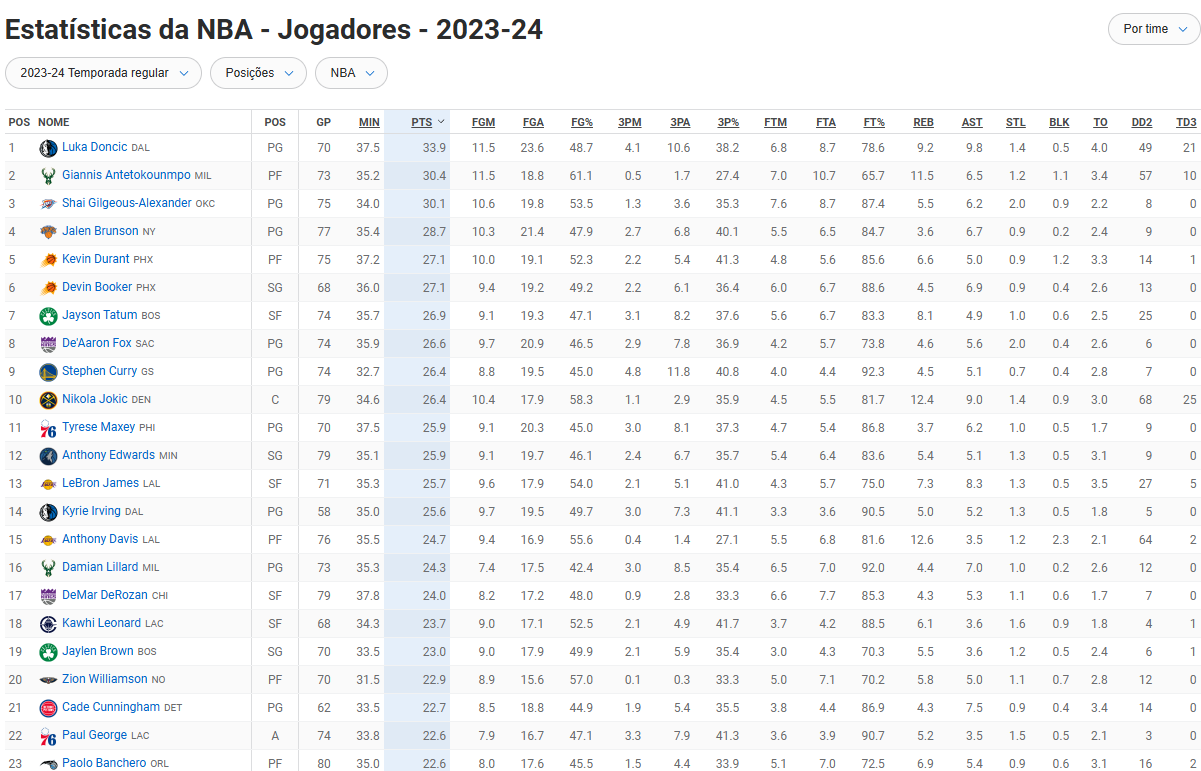 Estatísticas da NBA - Jogadores - 2023-24
Por time
2023-24 Temporada regular Posições NBA
POS NOME POS GP MIN PTS FGM FGA FG% 3PM 3PA 3P% FTM FTA FT% REB AST STL BLK TO DD2 TD3
1 Luka Doncic DAL PG 70 37.5 33.9 11.5 23.6 48.7 4.1 10.6 38.2 6.8 8.7 78.6 9.2 9.8 1.4 0.5 4.0 49 21
2 Giannis Antetokounmpo MIL PF 73 35.2 30.4 11.5 18.8 61.1 0.5 1.7 27.4 7.0 10.7 65.7 11.5 6.5 1.2 1.1 3.4 57 10
3 Shai Gilgeous-Alexander OKC PG 75 34.0 30.1 10.6 19.8 53.5 1.3 3.6 35.3 7.6 8.7 87.4 5.5 6.2 2.0 0.9 2.2 8 0
4 Jalen Brunson NY PG 77 35.4 28.7 10.3 21.4 47.9 2.7 6.8 40.1 5.5 6.5 84.7 3.6 6.7 0.9 0.2 2.4 9 0
5 Kevin Durant PHX PF 75 37.2 27.1 10.0 19.1 52.3 2.2 5.4 41.3 4.8 5.6 85.6 6.6 5.0 0.9 1.2 3.3 14 1
6 Devin Booker PHX SG 68 36.0 27.1 9.4 19.2 49.2 2.2 6.1 36.4 6.0 6.7 88.6 4.5 6.9 0.9 0.4 2.6 13 0
7 Jayson Tatum BOS SF 74 35.7 26.9 9.1 19.3 47.1 3.1 8.2 37.6 5.6 6.7 83.3 8.1 4.9 1.0 0.6 2.5 25 0
8 De'Aaron Fox SAC PG 74 35.9 26.6 9.7 20.9 46.5 2.9 7.8 36.9 4.2 5.7 73.8 4.6 5.6 2.0 0.4 2.6 6 0
9 Stephen Curry GS PG 74 32.7 26.4 8.8 19.5 45.0 4.8 11.8 40.8 4.0 4.4 92.3 4.5 5.1 0.7 0.4 2.8 7 0
10 Nikola Jokic DEN C 79 34.6 26.4 10.4 17.9 58.3 1.1 2.9 35.9 4.5 5.5 81.7 12.4 9.0 1.4 0.9 3.0 68 25
11 76 Tyrese Maxey PHI PG 70 37.5 25.9 9.1 20.3 45.0 3.0 8.1 37.3 4.7 5.4 86.8 3.7 6.2 1.0 0.5 1.7 9 0
12 Anthony Edwards MIN SG 79 35.1 25.9 9.1 19.7 46.1 2.4 6.7 35.7 5.4 6.4 83.6 5.4 5.1 1.3 0.5 3.1 9 0
13 LeBron James LAL SF 71 35.3 25.7 9.6 17.9 54.0 2.1 5.1 41.0 4.3 5.7 75.0 7.3 8.3 1.3 0.5 3.5 27 5
14 Kyrie Irving DAL PG 58 35.0 25.6 9.7 19.5 49.7 3.0 7.3 41.1 3.3 3.6 90.5 5.0 5.2 1.3 0.5 1.8 5 0
15 Anthony Davis LAL PF 76 35.5 24.7 9.4 16.9 55.6 0.4 1.4 27.1 5.5 6.8 81.6 12.6 3.5 1.2 2.3 2.1 64 2
16 Damian Lillard MIL PG 73 35.3 24.3 7.4 17.5 42.4 3.0 8.5 35.4 6.5 7.0 92.0 4.4 7.0 1.0 0.2 2.6 12 0
17 DeMar DeRozan CHI SF 79 37.8 24.0 8.2 17.2 48.0 0.9 2.8 33.3 6.6 7.7 85.3 4.3 5.3 1.1 0.6 1.7 7 0
18 Kawhi Leonard LAC SF 68 34.3 23.7 9.0 17.1 52.5 2.1 4.9 41.7 3.7 4.2 88.5 6.1 3.6 1.6 0.9 1.8 4 1
19 Jaylen Brown BOS SG 70 33.5 23.0 9.0 17.9 49.9 2.1 5.9 35.4 3.0 4.3 70.3 5.5 3.6 1.2 0.5 2.4 6 1
20 Zion Williamson NO PF 70 31.5 22.9 8.9 15.6 57.0 0.1 0.3 33.3 5.0 7.1 70.2 5.8 5.0 1.1 0.7 2.8 12 0
21 Cade Cunningham DET PG 62 33.5 22.7 8.5 18.8 44.9 1.9 5.4 35.5 3.8 4.4 86.9 4.3 7.5 0.9 0.4 3.4 14 0
22 76 Paul George LAC A 74 33.8 22.6 7.9 16.7 47.1 3.3 7.9 41.3 3.6 3.9 90.7 5.2 3.5 1.5 0.5 2.1 3 0
23 Paolo Banchero ORL PF 80 35.0 22.6 8.0 17.6 45.5 1.5 4.4 33.9 5.1 7.0 72.5 6.9 5.4 0.9 0.6 3.1 16 2